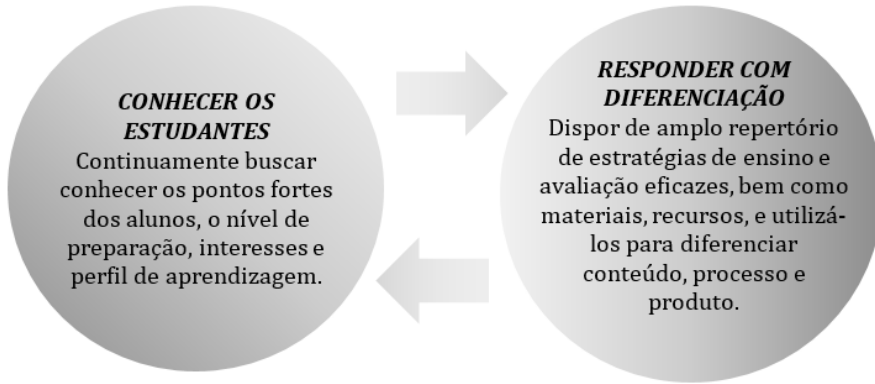 CONHECER OS
ESTUDANTES
Continuamente buscar
conhecer os pontos fortes
dos alunos, o nível de
preparação, interesses e
perfil de aprendizagem.
RESPONDER COM
DIFERENCIAÇÃO
Dispor de amplo repertório
de estratégias de ensino e
avaliação eficazes, bem como
materiais, recursos, e utilizá-
los para diferenciar
conteúdo, processo e
produto.